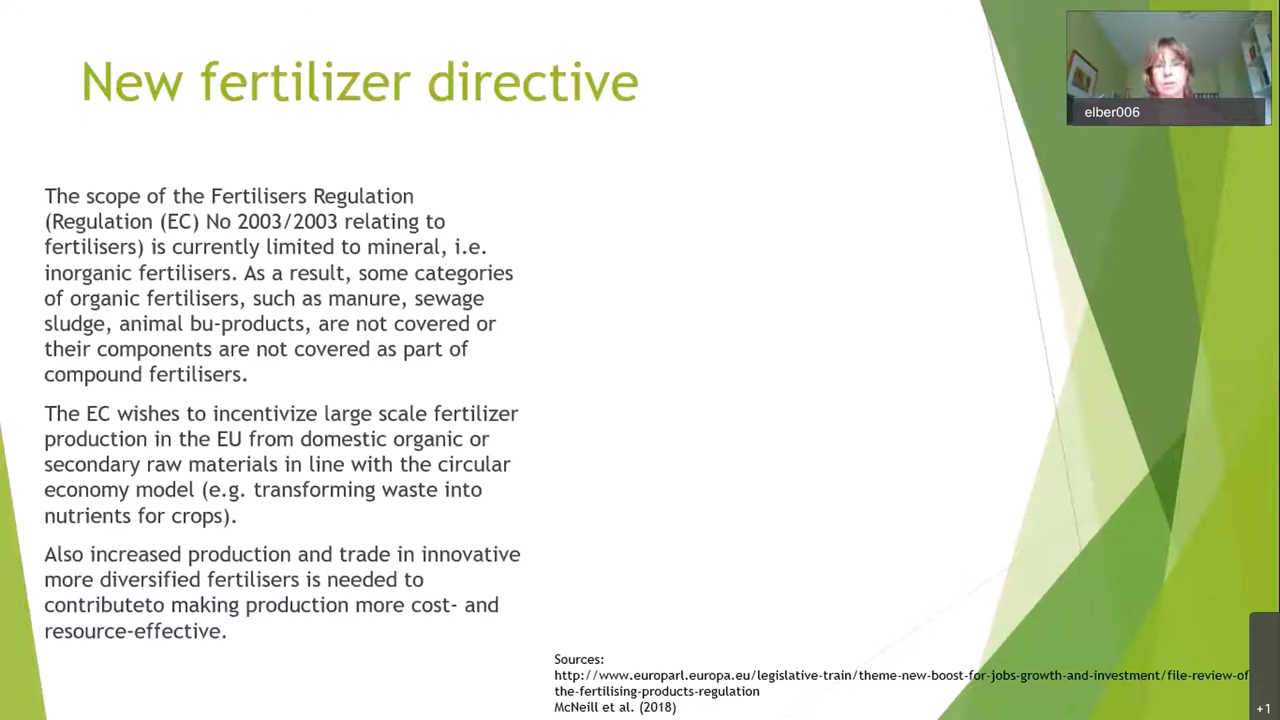 New fertilizer directive
elber006
The scope of the Fertilisers Regulation
(Regulation (EC) No 2003/2003 relating to
fertilisers) is currently limited to mineral, i.e.
inorganic fertilisers. As a result, some categories
of organic fertilisers, such as manure, sewage
sludge, animal bu-products, are not covered or
their components are not covered as part of
compound fertilisers.
The EC wishes to incentivize large scale fertilizer
production in the EU from domestic organic or
secondary raw materials in line with the circular
economy model (e.g. transforming waste into
nutrients for crops).
Also increased production and trade in innovative
more diversified fertilisers is needed to
contributeto making production more cost- and
resource-effective.
Sources:
http://www.europarl.europa.eu/legislative-train/theme-new-boost-for-jobs-growth-and-investment/file-review-of
the-fertilising-products-regulation
McNeill et al. (2018)
+1